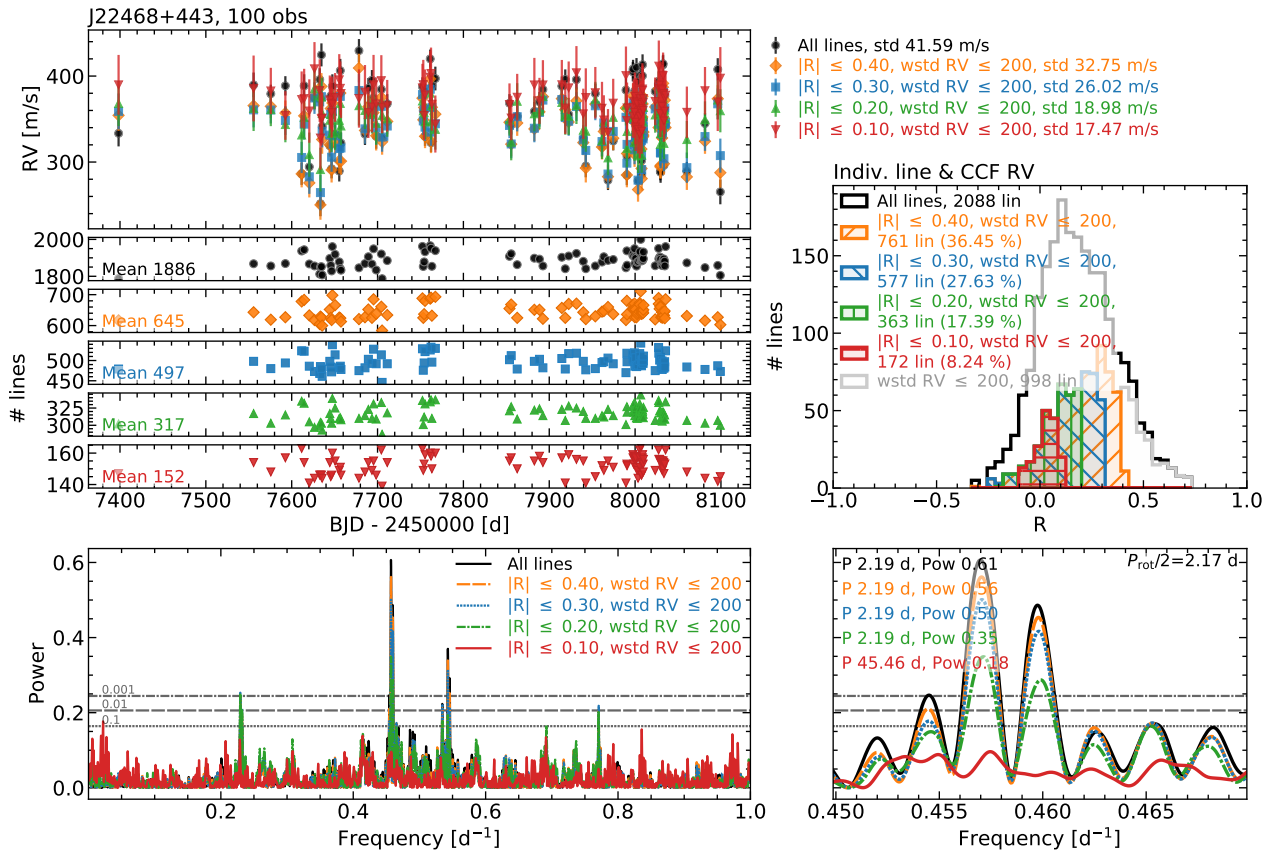 J22468+443, 100 obs
400
300
RV [m/s]
All lines, std 41.59 m/s
|R| ≤ 0.40, wstd RV ≤ 200, std 32.75 m/s
|R| ≤ 0.30, wstd RV ≤ 200, std 26.02 m/s
|R| ≤ 0.20, wstd RV ≤ 200, std 18.98 m/s
|R| ≤ 0.10, wstd RV ≤ 200, std 17.47 m/s
2000
1800
Mean 1886
700
600
Mean 645
500
450
Mean 497
325
300
Mean 317
160
140
Mean 152
# lines
7400 7500 7600 7700 7800 7900 8000 8100
BJD - 2450000 [d]
Indiv. line & CCF RV
All lines, 2088 lin
|R| ≤ 0.40, wstd RV ≤ 200,
761 lin (36.45 %)
|R| ≤ 0.30, wstd RV ≤ 200,
577 lin (27.63 %)
|R| ≤ 0.20, wstd RV ≤ 200,
363 lin (17.39 %)
|R| ≤ 0.10, wstd RV ≤ 200,
172 lin (8.24 %)
wstd RV ≤ 200, 998 lin
150
100
50
0
# lines
−1.0 −0.5 0.0 0.5 1.0
R
0.6
0.4
0.2
0.0
Power
All lines
|R| ≤ 0.40, wstd RV ≤ 200
|R| ≤ 0.30, wstd RV ≤ 200
|R| ≤ 0.20, wstd RV ≤ 200
|R| ≤ 0.10, wstd RV ≤ 200
0.001
0.01
0.1
0.2 0.4 0.6 0.8 1.0
Frequency [d⁻¹]
P 2.19 d, Pow 0.61
P 2.19 d, Pow 0.56
P 2.19 d, Pow 0.50
P 2.19 d, Pow 0.35
P 45.46 d, Pow 0.18
Prot/2=2.17 d
0.450 0.455 0.460 0.465
Frequency [d⁻¹]